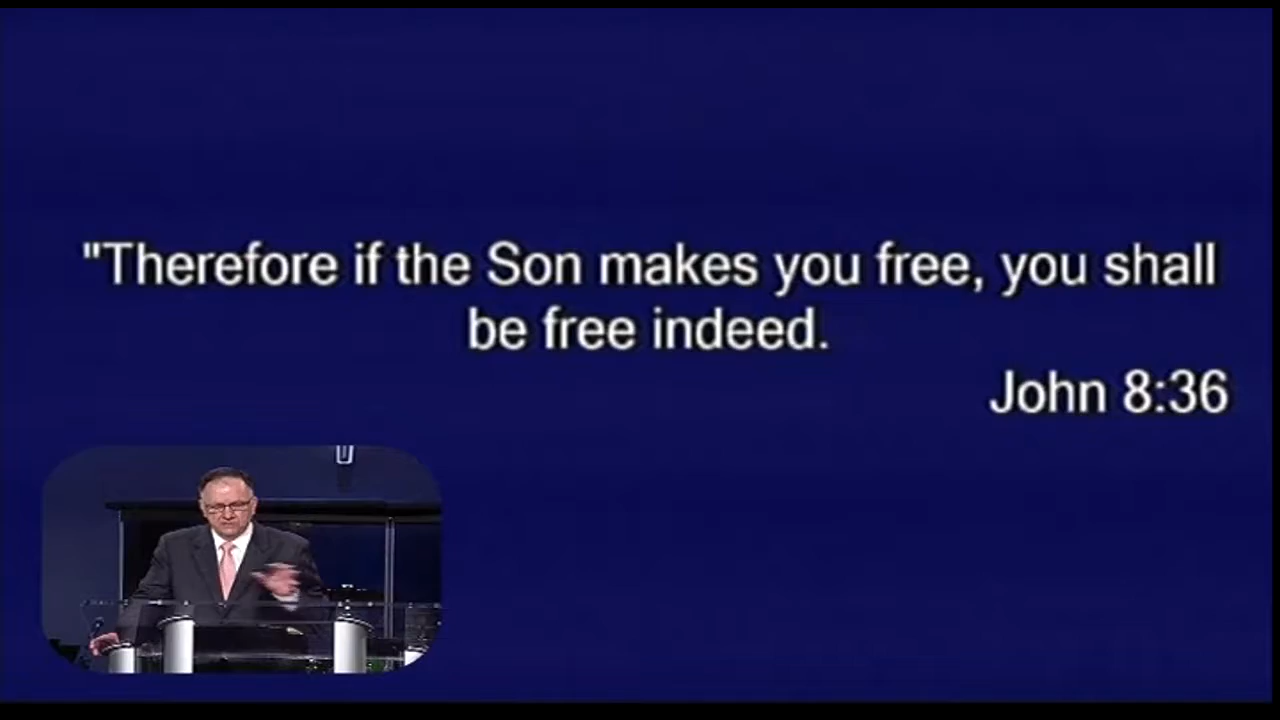 "Therefore if the Son makes you free, you shall
be free indeed.
John 8:36